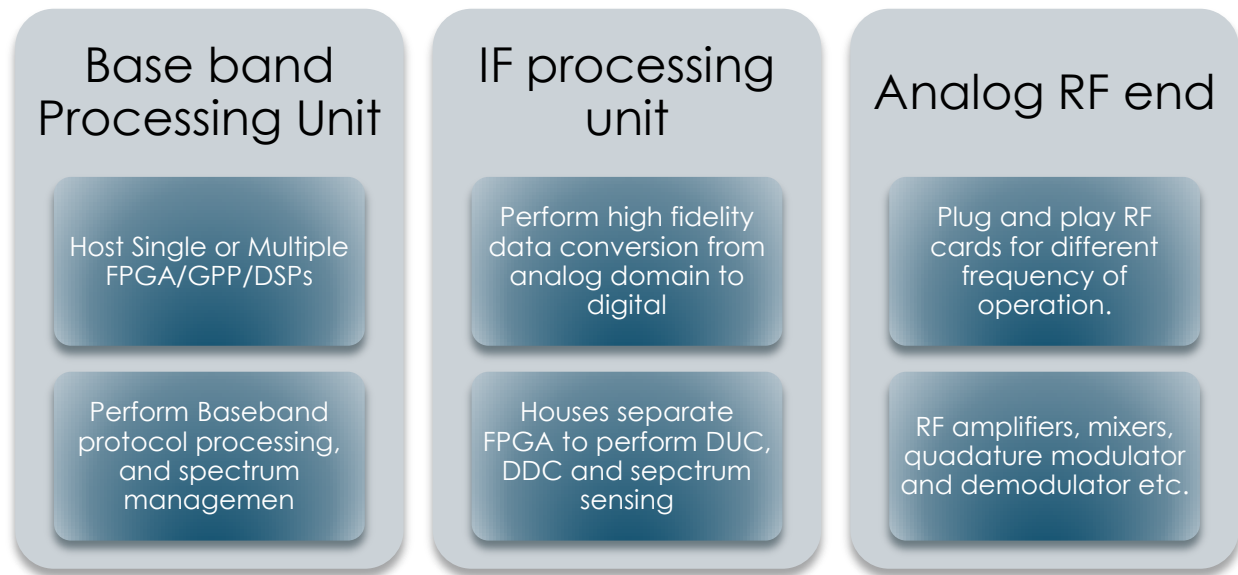 Base band
Processing Unit
Host Single or Multiple
FPGA/GPP/DSPs
Perform Baseband
protocol processing,
and spectrum
managemen
IF processing
unit
Perform high fidelity
data conversion from
analog domain to
digital
Houses separate
FPGA to perform DUC,
DDC and sepctrum
sensing
Analog RF end
Plug and play RF
cards for different
frequency of
operation.
RF amplifiers, mixers,
quadature modulator
and demodulator etc.